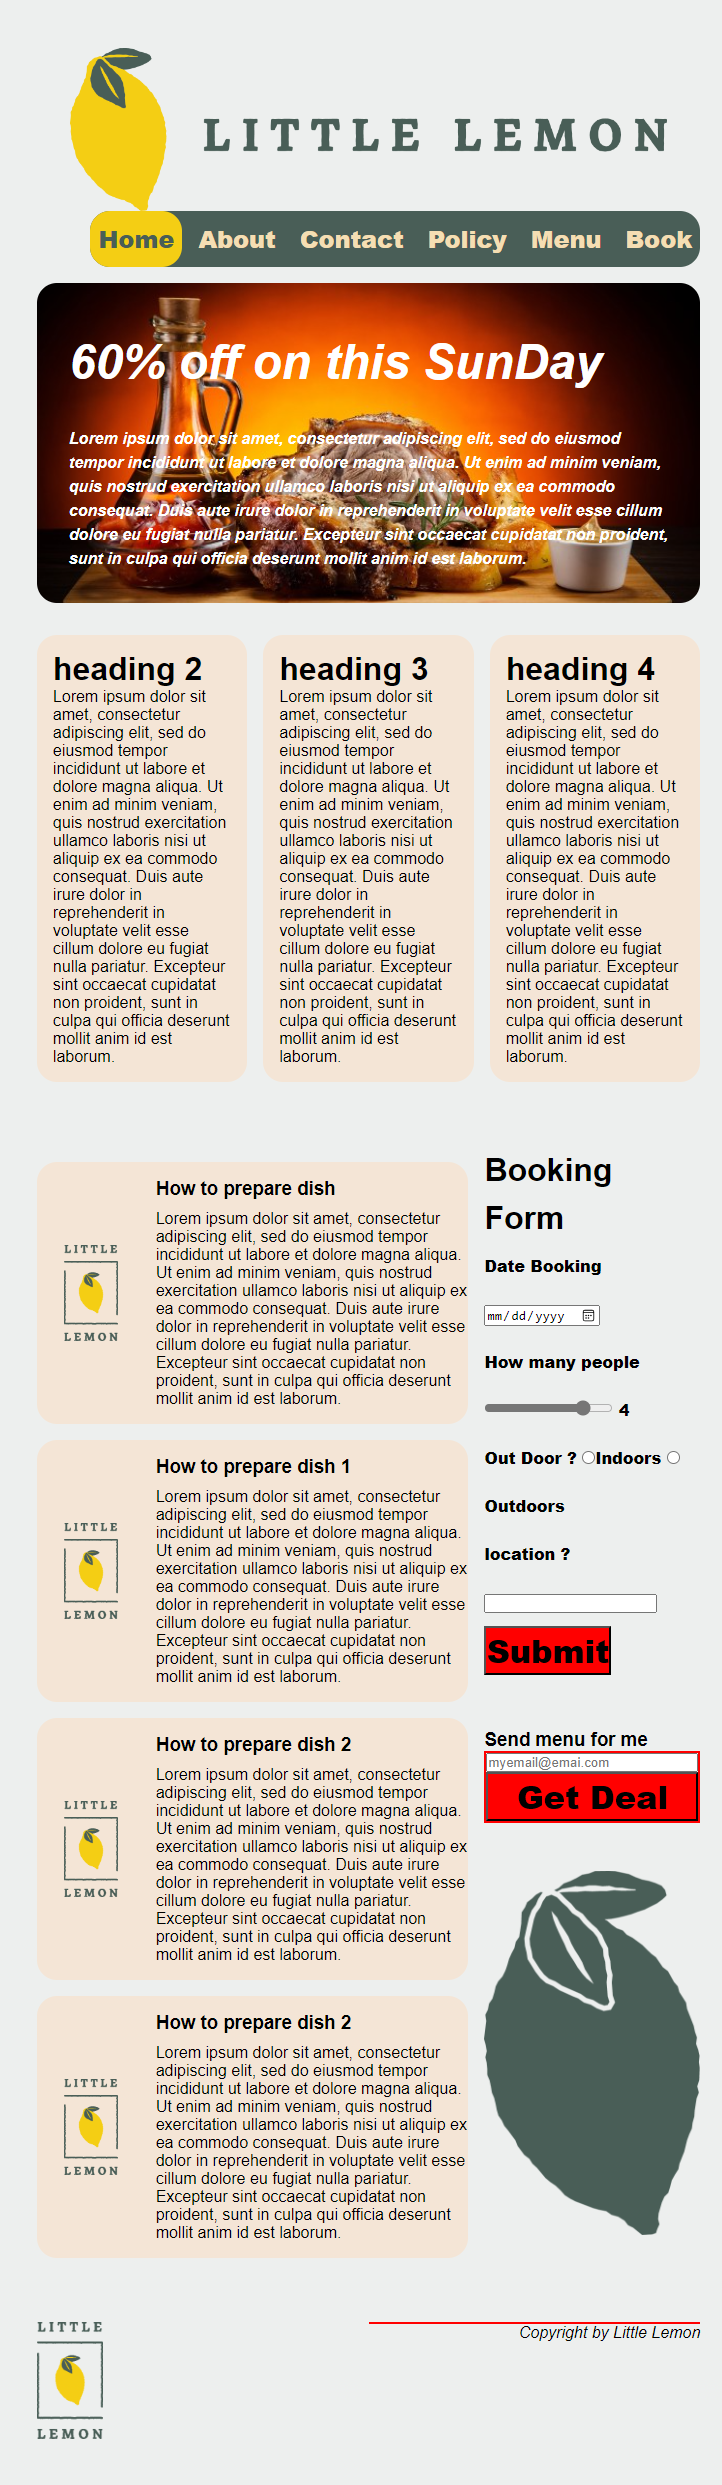 LITTLE LEMON
Home About Contact Policy Menu Book
60% off on this SunDay
Lorem ipsum dolor sit amet, consectetur adipiscing elit, sed do eiusmod
tempor incididunt ut labore et dolore magna aliqua. Ut enim ad minim veniam,
quis nostrud exercitation ullamco laboris nisi ut aliquip ex ea commodo
consequat. Duis aute irure dolor in reprehenderit in voluptate velit esse cillum
dolore eu fugiat nulla pariatur. Excepteur sint occaecat cupidatat non proident,
sunt in culpa qui officia deserunt mollit anim id est laborum.
heading 2
Lorem ipsum dolor sit
amet, consectetur
adipiscing elit, sed do
eiusmod tempor
incididunt ut labore et
dolore magna aliqua. Ut
enim ad minim veniam,
quis nostrud exercitation
ullamco laboris nisi ut
aliquip ex ea commodo
consequat. Duis aute
irure dolor in
reprehenderit in
voluptate velit esse
cillum dolore eu fugiat
nulla pariatur. Excepteur
sint occaecat cupidatat
non proident, sunt in
culpa qui officia deserunt
mollit anim id est
laborum.
heading 3
Lorem ipsum dolor sit
amet, consectetur
adipiscing elit, sed do
eiusmod tempor
incididunt ut labore et
dolore magna aliqua. Ut
enim ad minim veniam,
quis nostrud exercitation
ullamco laboris nisi ut
aliquip ex ea commodo
consequat. Duis aute
irure dolor in
reprehenderit in
voluptate velit esse
cillum dolore eu fugiat
nulla pariatur. Excepteur
sint occaecat cupidatat
non proident, sunt in
culpa qui officia deserunt
mollit anim id est
laborum.
heading 4
Lorem ipsum dolor sit
amet, consectetur
adipiscing elit, sed do
eiusmod tempor
incididunt ut labore et
dolore magna aliqua. Ut
enim ad minim veniam,
quis nostrud exercitation
ullamco laboris nisi ut
aliquip ex ea commodo
consequat. Duis aute
irure dolor in
reprehenderit in
voluptate velit esse
cillum dolore eu fugiat
nulla pariatur. Excepteur
sint occaecat cupidatat
non proident, sunt in
culpa qui officia deserunt
mollit anim id est
laborum.
LITTLE
LEMON
How to prepare dish
Lorem ipsum dolor sit amet, consectetur
adipiscing elit, sed do eiusmod tempor
incididunt ut labore et dolore magna aliqua.
Ut enim ad minim veniam, quis nostrud
exercitation ullamco laboris nisi ut aliquip ex
ea commodo consequat. Duis aute irure
dolor in reprehenderit in voluptate velit esse
cillum dolore eu fugiat nulla pariatur.
Excepteur sint occaecat cupidatat non
proident, sunt in culpa qui officia deserunt
mollit anim id est laborum.
LITTLE
LEMON
How to prepare dish 1
Lorem ipsum dolor sit amet, consectetur
adipiscing elit, sed do eiusmod tempor
incididunt ut labore et dolore magna aliqua.
Ut enim ad minim veniam, quis nostrud
exercitation ullamco laboris nisi ut aliquip ex
ea commodo consequat. Duis aute irure
dolor in reprehenderit in voluptate velit esse
cillum dolore eu fugiat nulla pariatur.
Excepteur sint occaecat cupidatat non
proident, sunt in culpa qui officia deserunt
mollit anim id est laborum.
LITTLE
LEMON
How to prepare dish 2
Lorem ipsum dolor sit amet, consectetur
adipiscing elit, sed do eiusmod tempor
incididunt ut labore et dolore magna aliqua.
Ut enim ad minim veniam, quis nostrud
exercitation ullamco laboris nisi ut aliquip ex
ea commodo consequat. Duis aute irure
dolor in reprehenderit in voluptate velit esse
cillum dolore eu fugiat nulla pariatur.
Excepteur sint occaecat cupidatat non
proident, sunt in culpa qui officia deserunt
mollit anim id est laborum.
LITTLE
LEMON
How to prepare dish 2
Lorem ipsum dolor sit amet, consectetur
adipiscing elit, sed do eiusmod tempor
incididunt ut labore et dolore magna aliqua.
Ut enim ad minim veniam, quis nostrud
exercitation ullamco laboris nisi ut aliquip ex
ea commodo consequat. Duis aute irure
dolor in reprehenderit in voluptate velit esse
cillum dolore eu fugiat nulla pariatur.
Excepteur sint occaecat cupidatat non
proident, sunt in culpa qui officia deserunt
mollit anim id est laborum.
Booking
Form
Date Booking
mm/dd/yyyy
How many people
4
Out Door ? Indoors
Outdoors
location ?
Submit
Send menu for me
myemail@emai.com
Get Deal
LITTLE
LEMON
Copyright by Little Lemon